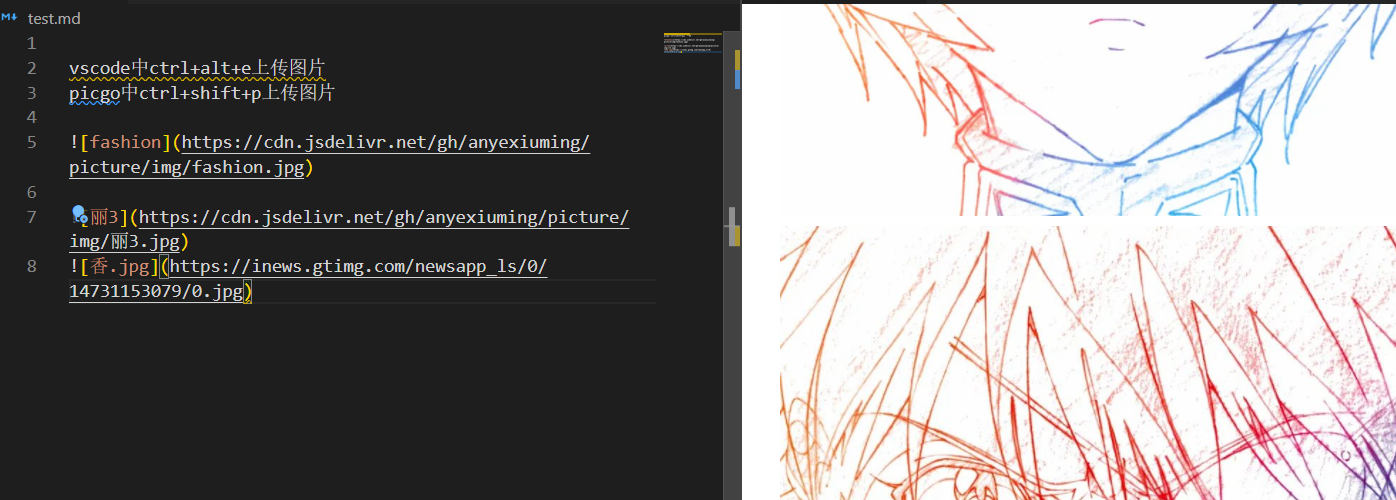 test.md
1
2 vscode中ctrl+alt+e上传图片
3 picgo中ctrl+shift+p上传图片
4
5 ![fashion](https://cdn.jsdelivr.net/gh/anyexiuming/
picture/img/fashion.jpg)
6
7 丽3](https://cdn.jsdelivr.net/gh/anyexiuming/picture/
img/丽3.jpg)
8 ![香.jpg](https://inews.gtimg.com/newsapp_ls/0/
14731153079/0.jpg)